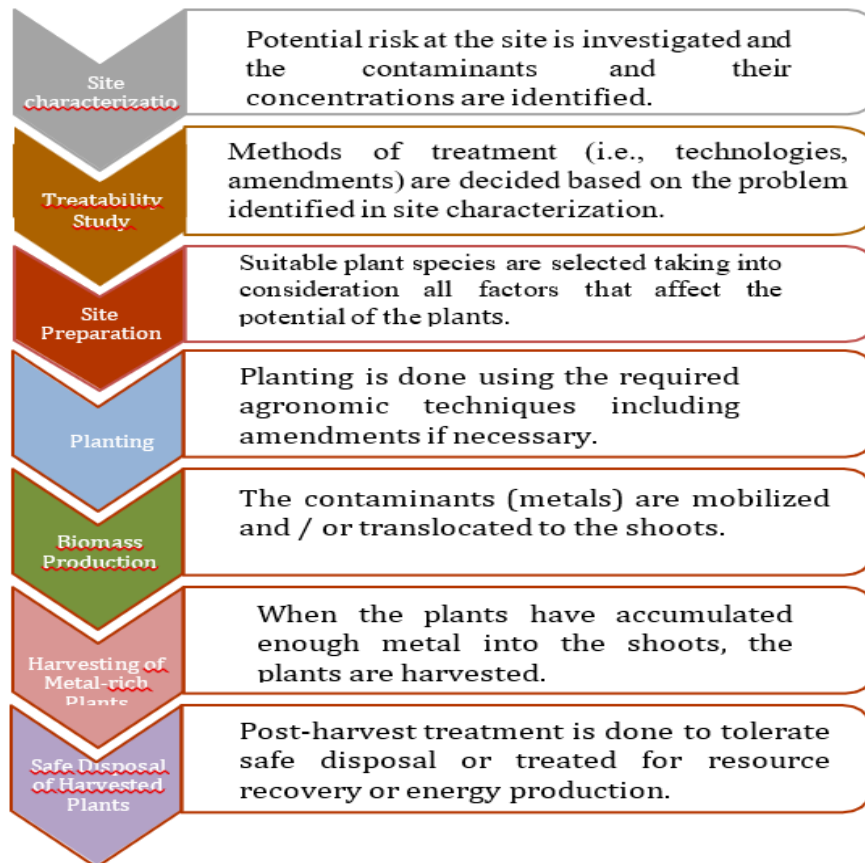 Site
characterizatio
Potential risk at the site is investigated and
the contaminants and their
concentrations are identified.
Treatability
Study
Methods of treatment (i.e., technologies,
amendments) are decided based on the problem
identified in site characterization.
Site
Preparation
Suitable plant species are selected taking into
consideration all factors that affect the
potential of the plants.
Planting
Planting is done using the required
agronomic techniques including
amendments if necessary.
Biomass
Production
The contaminants (metals) are mobilized
and / or translocated to the shoots.
Harvesting of
Metal-rich
Plants
When the plants have accumulated
enough metal into the shoots, the
plants are harvested.
Safe Disposal
of Harvested
Plants
Post-harvest treatment is done to tolerate
safe disposal or treated for resource
recovery or energy production.